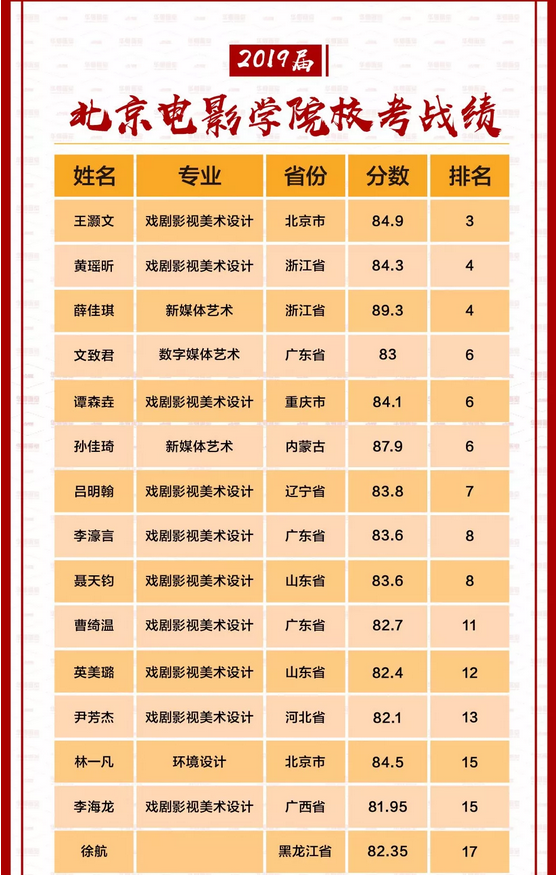 2019届
北京电影学院校考战绩
姓名 专业 省份 分数 排名
王灏文 戏剧影视美术设计 北京市 84.9 3
黄瑶昕 戏剧影视美术设计 浙江省 84.3 4
薛佳琪 新媒体艺术 浙江省 89.3 4
文致君 数字媒体艺术 广东省 83 6
谭森垚 戏剧影视美术设计 重庆市 84.1 6
孙佳琦 新媒体艺术 内蒙古 87.9 6
吕明翰 戏剧影视美术设计 辽宁省 83.8 7
李濠言 戏剧影视美术设计 广东省 83.6 8
聂天钧 戏剧影视美术设计 山东省 83.6 8
曹绮温 戏剧影视美术设计 广东省 82.7 11
英美璐 戏剧影视美术设计 山东省 82.4 12
尹芳杰 戏剧影视美术设计 河北省 82.1 13
林一凡 环境设计 北京市 84.5 15
李海龙 戏剧影视美术设计 广西省 81.95 15
徐航 黑龙江省 82.35 17